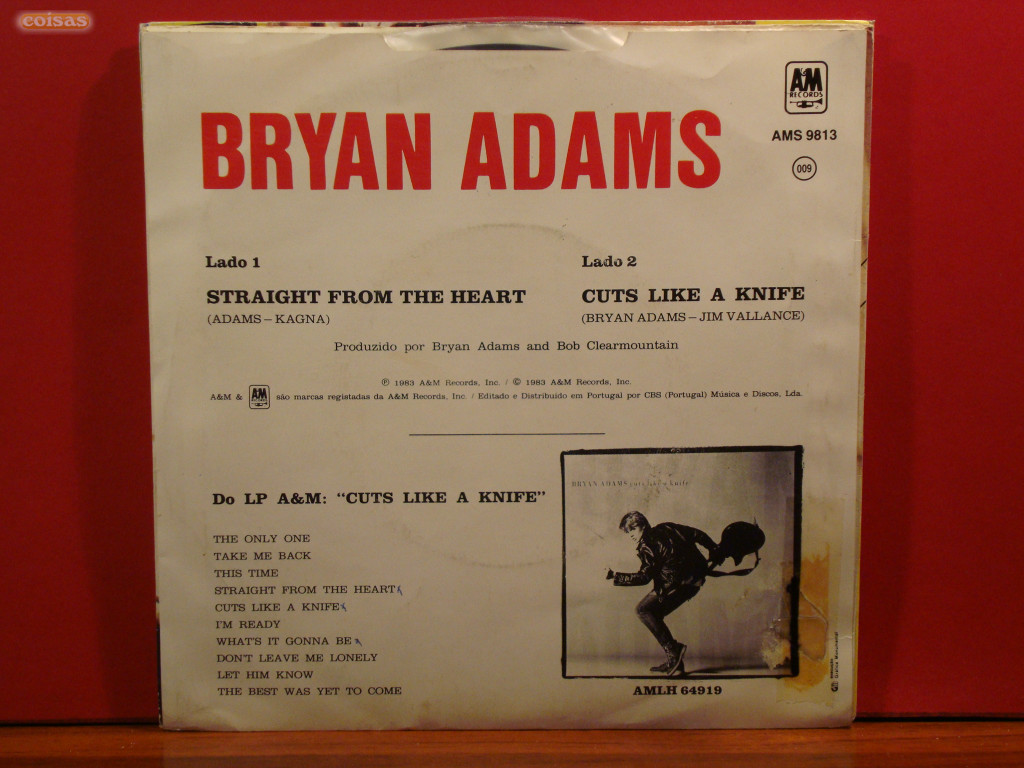 coisas
A&M
RECORDS
BRYAN ADAMS
AMS 9813
009
Lado 1
Lado 2
STRAIGHT FROM THE HEART
CUTS LIKE A KNIFE
(ADAMS – KAGNA)
(BRYAN ADAMS – JIM VALLANCE)
Produzido por Bryan Adams and Bob Clearmountain
℗ 1983 A&M Records, Inc. / © 1983 A&M Records, Inc.
A&M & A&M RECORDS são marcas registadas da A&M Records, Inc. / Editado e Distribuido em Portugal por CBS (Portugal) Música e Discos, Lda.
Do LP A&M: “CUTS LIKE A KNIFE”
BRYAN ADAMS cuts like a knife
THE ONLY ONE
TAKE ME BACK
THIS TIME
STRAIGHT FROM THE HEART
CUTS LIKE A KNIFE
I'M READY
WHAT'S IT GONNA BE
DON'T LEAVE ME LONELY
LET HIM KNOW
THE BEST WAS YET TO COME
AMLH 64919